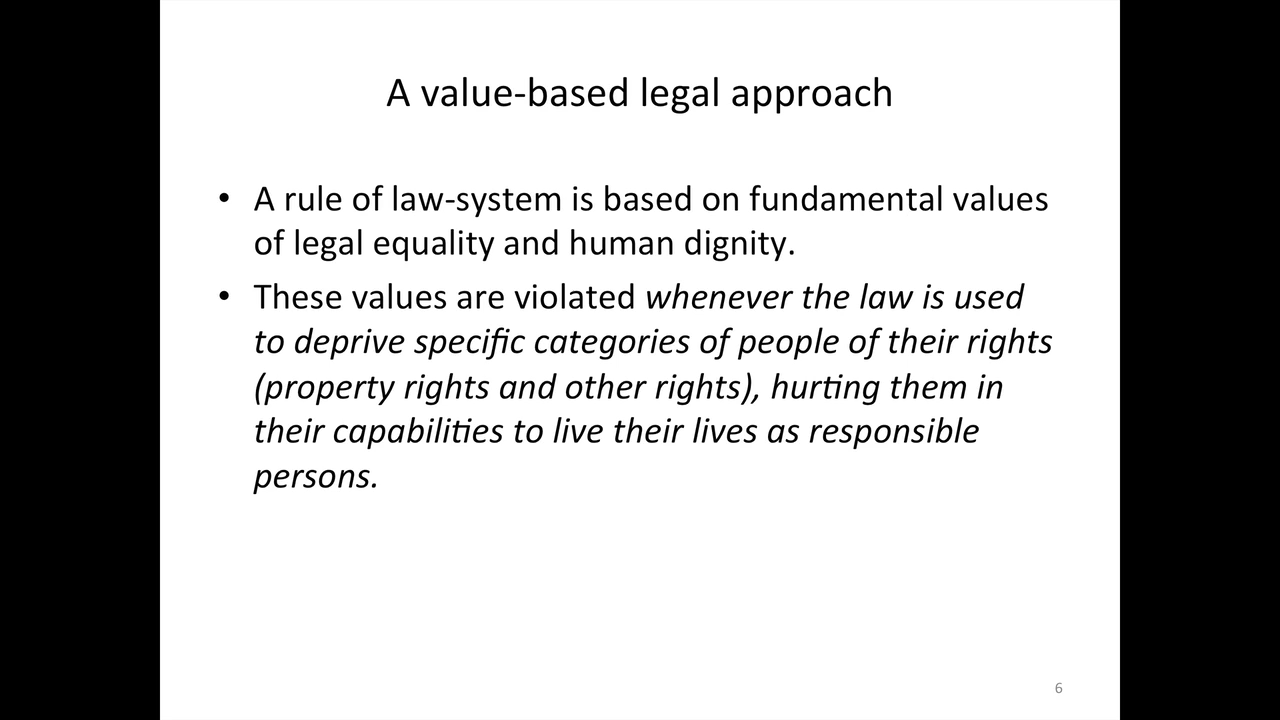 A value-based legal approach
• A rule of law-system is based on fundamental values
of legal equality and human dignity.
• These values are violated whenever the law is used
to deprive specific categories of people of their rights
(property rights and other rights), hurting them in
their capabilities to live their lives as responsible
persons.
6